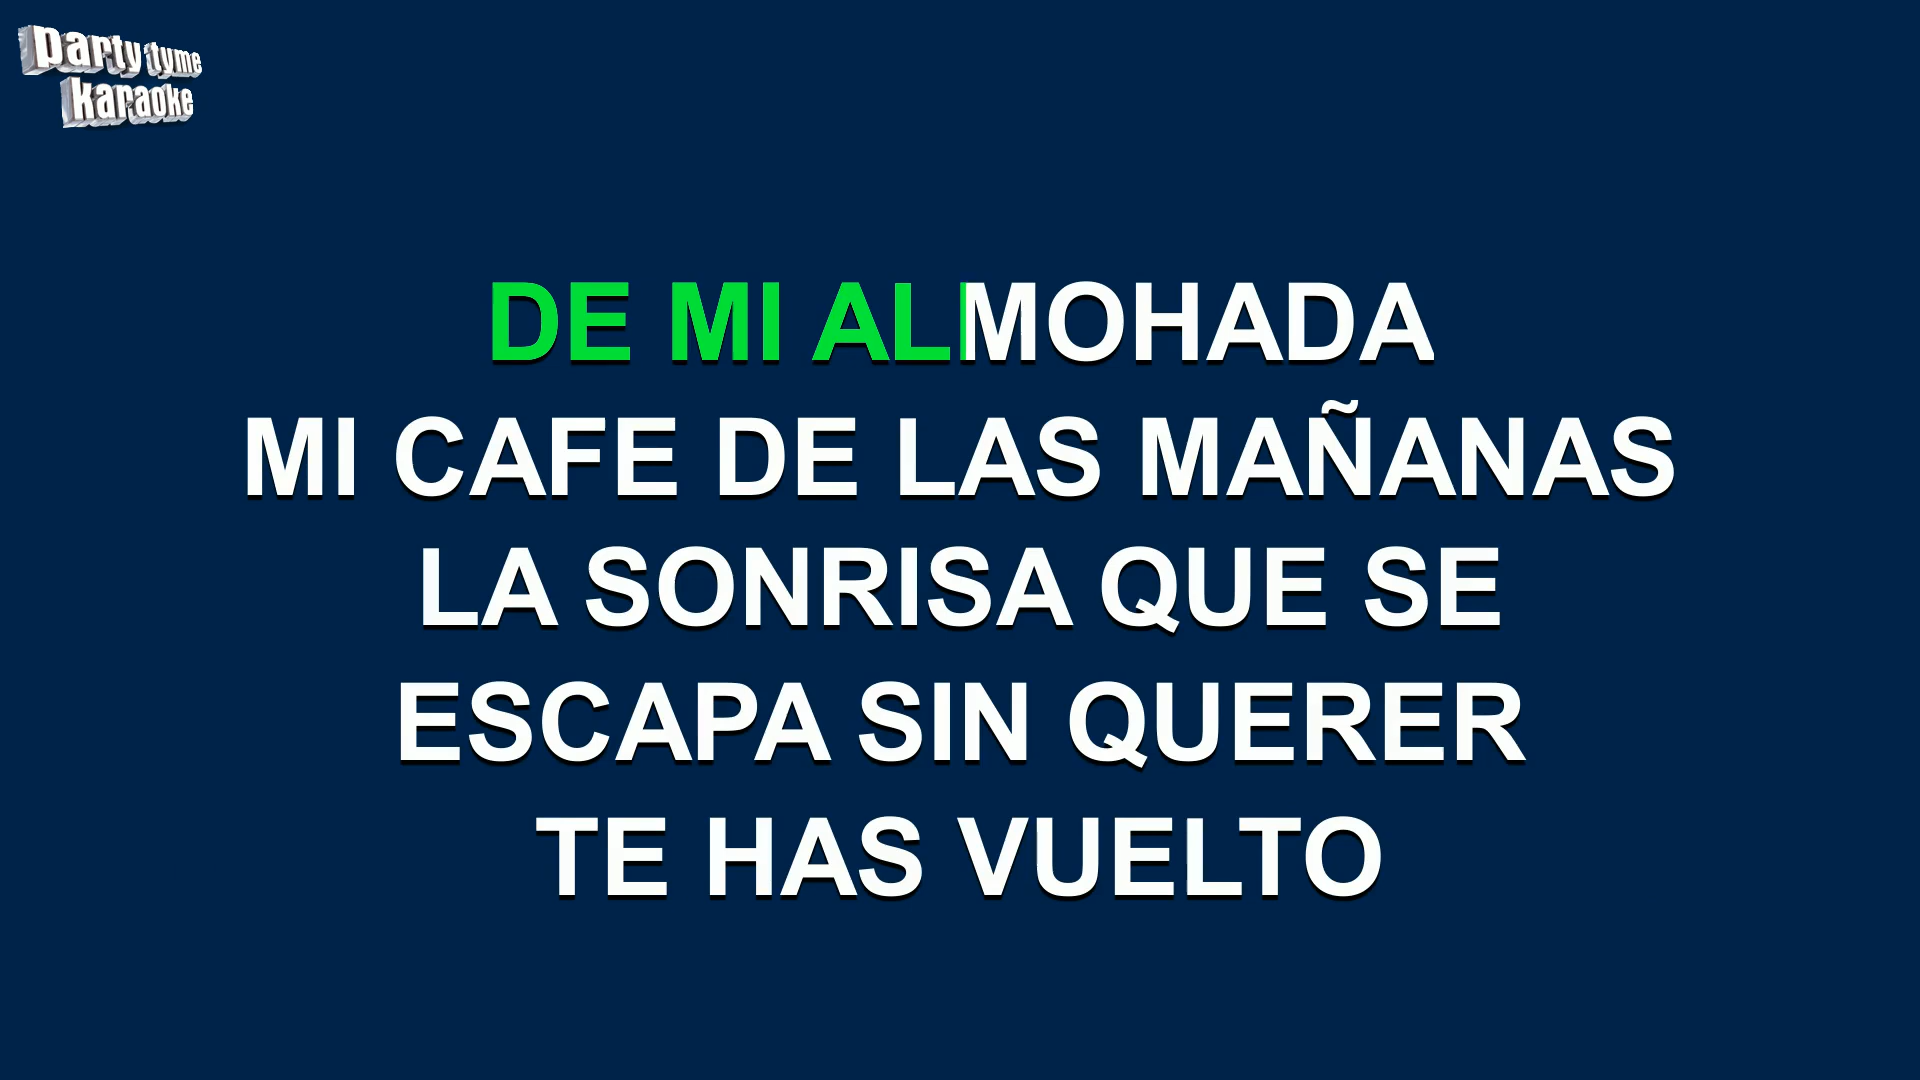 party tyme
karaoke
DE MI ALMOHADA
MI CAFE DE LAS MAÑANAS
LA SONRISA QUE SE
ESCAPA SIN QUERER
TE HAS VUELTO